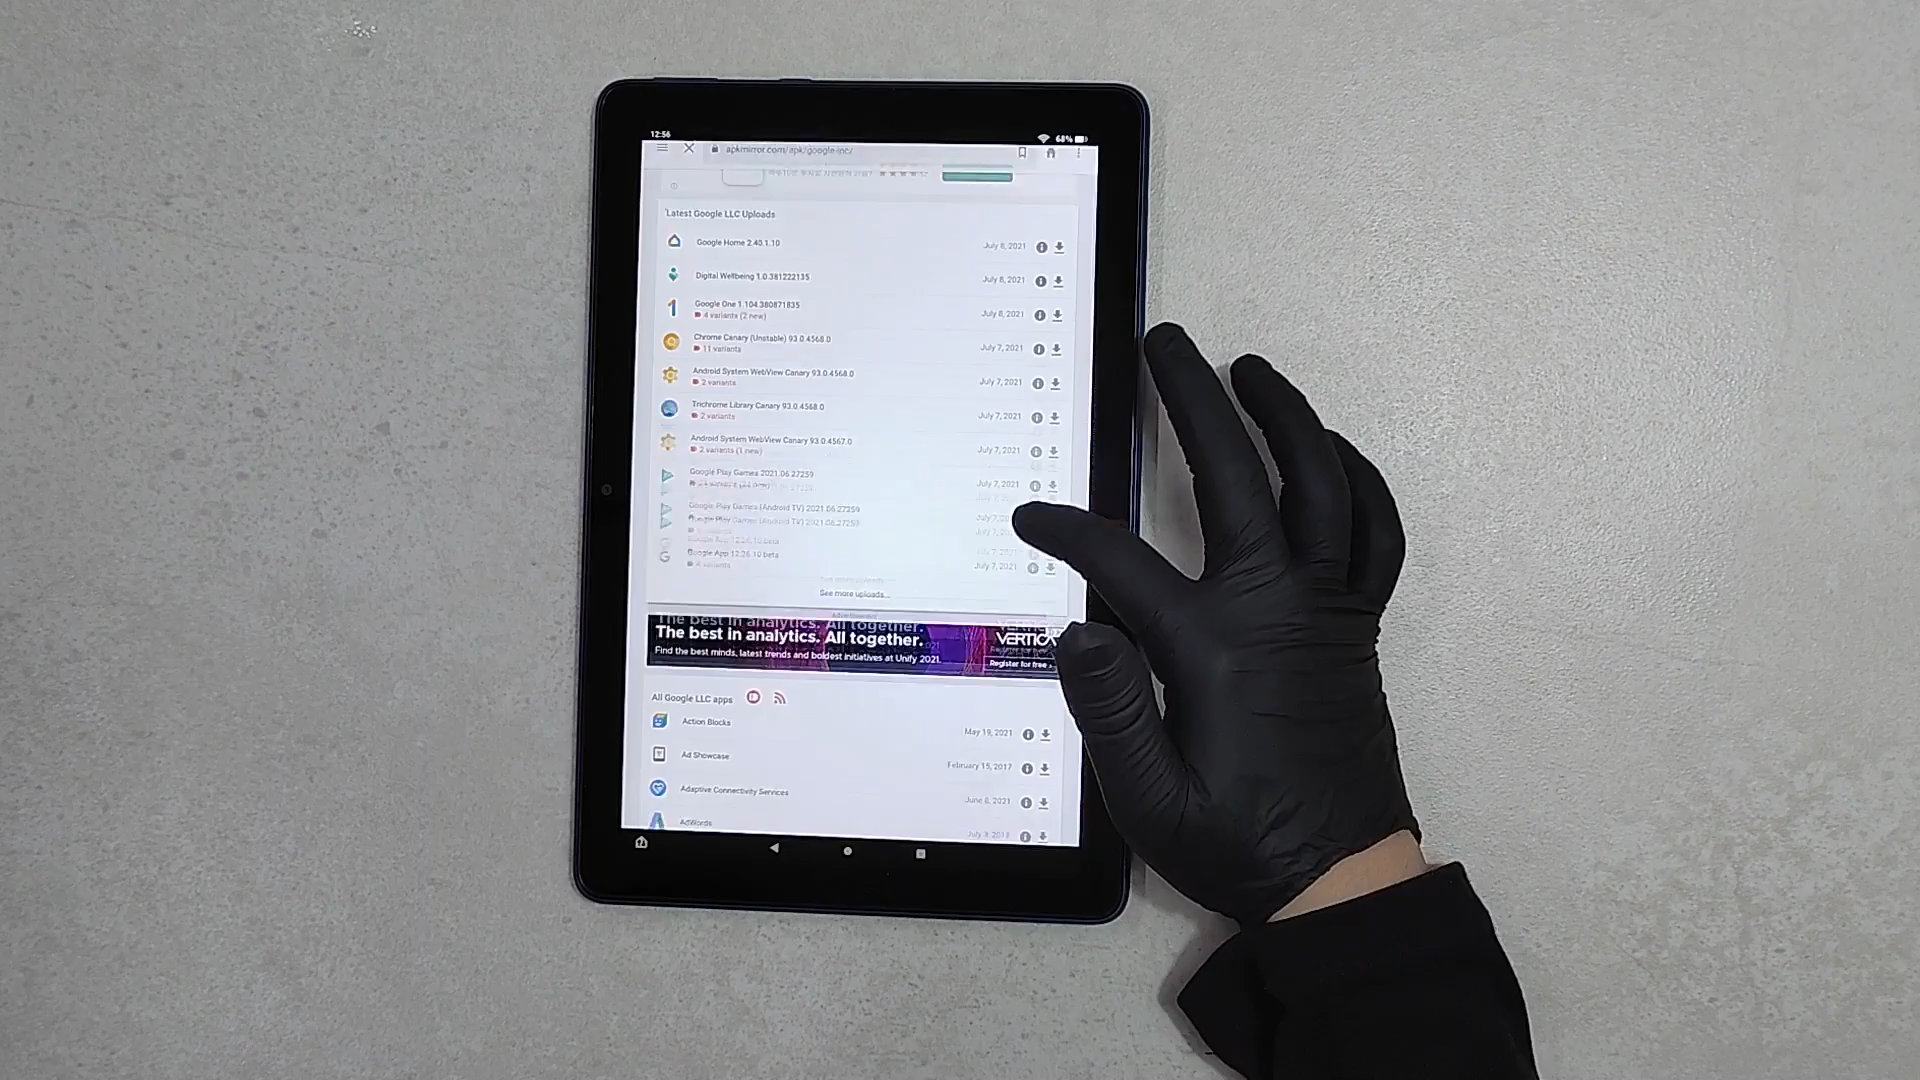 12:56
68%
apkmirror.com/apk/google-inc/
Latest Google LLC Uploads
Google Home 2.40.1.10
July 8, 2021
Digital Wellbeing 1.0.381222135
July 8, 2021
Google One 1.104.380871835
4 variants (2 new)
July 8, 2021
Chrome Canary (Unstable) 93.0.4568.0
11 variants
July 7, 2021
Android System WebView Canary 93.0.4568.0
2 variants
July 7, 2021
Trichrome Library Canary 93.0.4568.0
2 variants
July 7, 2021
Android System WebView Canary 93.0.4567.0
2 variants (1 new)
July 7, 2021
Google Play Games 2021.06.27259
July 7, 2021
Google Play Games (Android TV) 2021.06.27259
Google App 12.26.10 beta
4 variants
July 7, 2021
See more uploads...
The best in analytics. All together.
Find the best minds, latest trends and boldest initiatives at Unify 2021.
VERTICA
Register for free
All Google LLC apps
Action Blocks
May 19, 2021
Ad Showcase
February 15, 2017
Adaptive Connectivity Services
June 8, 2021
AdWords
July 3, 2018